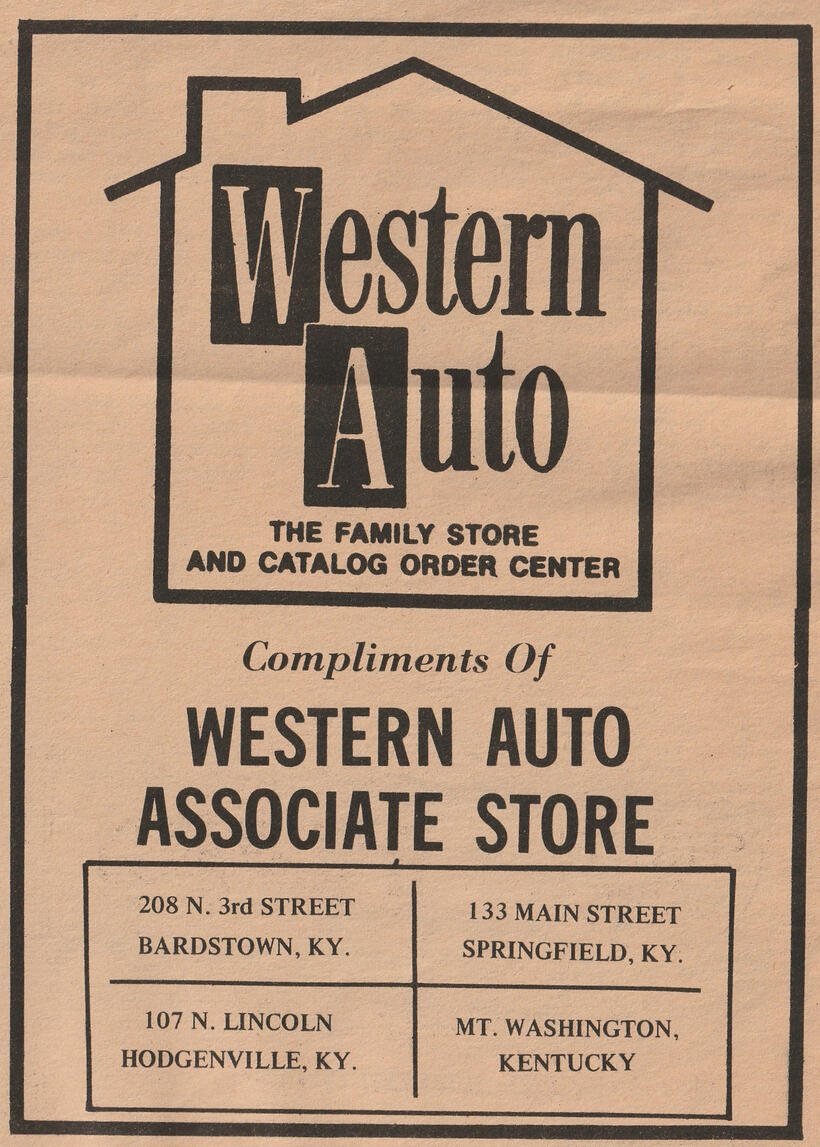 Western
Auto
THE FAMILY STORE
AND CATALOG ORDER CENTER
Compliments Of
WESTERN AUTO
ASSOCIATE STORE
208 N. 3rd STREET
BARDSTOWN, KY.
133 MAIN STREET
SPRINGFIELD, KY.
107 N. LINCOLN
HODGENVILLE, KY.
MT. WASHINGTON,
KENTUCKY